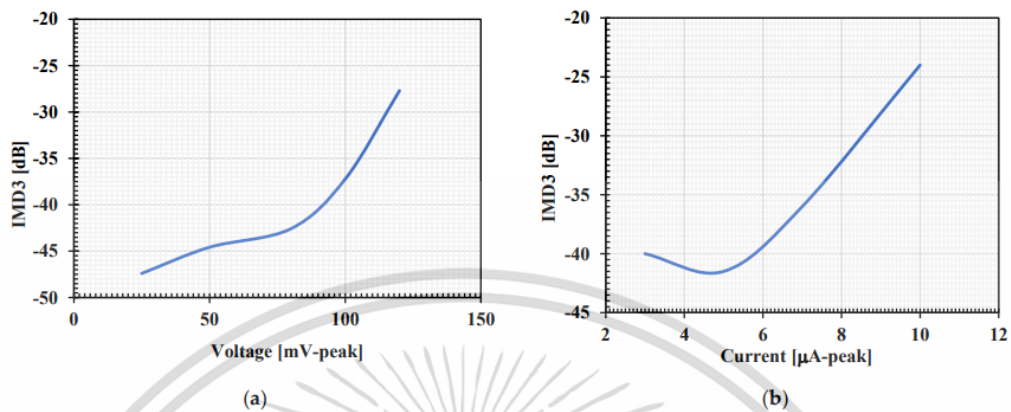 -20
-25
-30
-35
-40
-45
-50
IMD3 [dB]
0 50 100 150
Voltage [mV-peak]
(a)
-20
-25
-30
-35
-40
-45
IMD3 [dB]
2 4 6 8 10 12
Current [μA-peak]
(b)